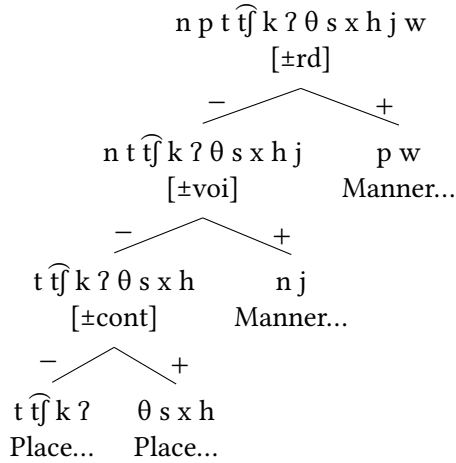 n p t t͡ʃ k ʔ θ s x h j w
[±rd]
− +
n t t͡ʃ k ʔ θ s x h j p w
[±voi] Manner…
− +
t t͡ʃ k ʔ θ s x h n j
[±cont] Manner…
− +
t t͡ʃ k ʔ θ s x h
Place… Place…